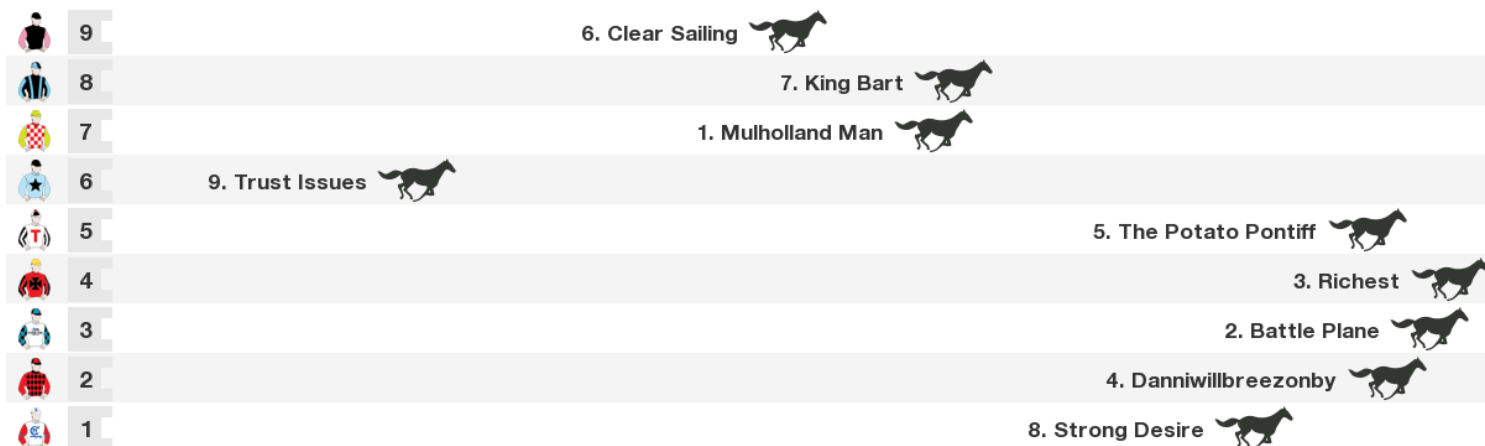 9 6. Clear Sailing
8 7. King Bart
7 1. Mulholland Man
6 9. Trust Issues
T 5 5. The Potato Pontiff
4 3. Richest
3 2. Battle Plane
2 4. Danniwillbreezonby
1 8. Strong Desire